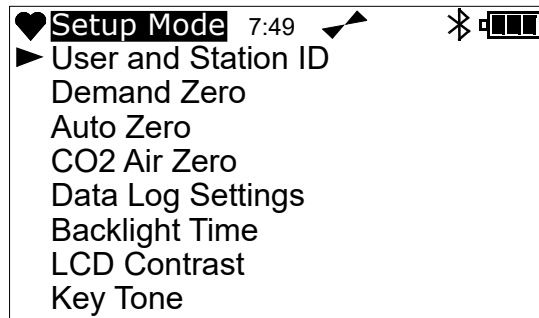 Setup Mode 7:49
User and Station ID
Demand Zero
Auto Zero
CO2 Air Zero
Data Log Settings
Backlight Time
LCD Contrast
Key Tone